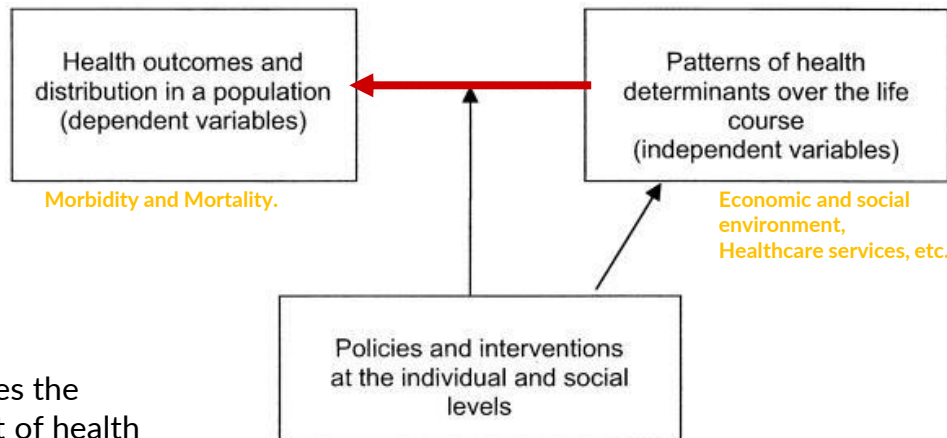 Health outcomes and
distribution in a population
(dependent variables)
Patterns of health
determinants over the life
course
(independent variables)
Morbidity and Mortality.
Economic and social
environment,
Healthcare services, etc.
Policies and interventions
at the individual and social
levels
es the
t of health